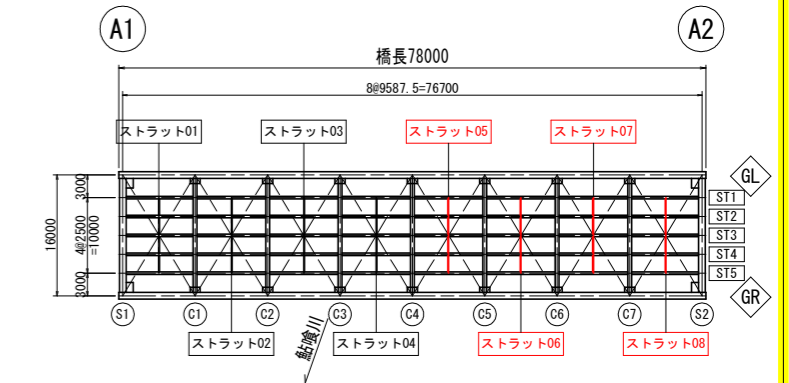 A1
A2
橋長78000
8@9587.5=76700
ストラット01
ストラット03
ストラット05
ストラット07
GL
3000
ST1
ST2
16000
4@2500
=10000
ST3
ST4
ST5
3000
GR
S1
C1
C2
C3
C4
C5
C6
C7
S2
ストラット02
鮎喰川
ストラット04
ストラット06
ストラット08